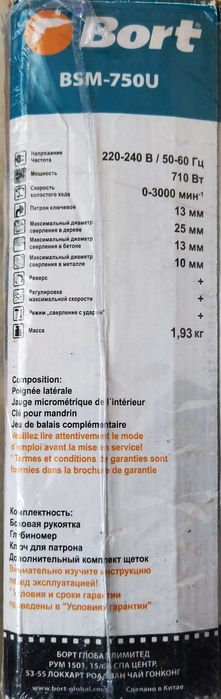 Bort
BSM-750U
Напряжение
Частота
220-240 В / 50-60 Гц
Мощность
710 Вт
Скорость
холостого хода
0-3000 мин⁻¹
Патрон ключевой
13 мм
Максимальный диаметр
сверления в дереве
25 мм
Максимальный диаметр
сверления в бетоне
13 мм
Максимальный диаметр
сверления в металле
10 мм
Реверс
+
Регулировка
максимальной скорости
+
Режим „сверление с ударом“
+
Масса
1,93 кг
Composition:
Poignée latérale
Jauge micrométrique de l`intérieur
Clé pour mandrin
Jeu de balais complémentaire
Veuillez lire attentivement le mode
d'emploi avant la mise en service!
* Termes et conditions de garanties sont
fournies dans la brochure de garantie
Комплектность:
Боковая рукоятка
Глубиномер
Ключ для патрона
Дополнительный комплект щеток
Внимательно изучите инструкцию
перед эксплуатацией!
*Условия и сроки гарантии
приведены в "Условиях гарантии"
БОРТ ГЛОБАЛ ЛИМИТЕД
РУМ 1501, 15/Ф, СПА ЦЕНТР,
53-55 ЛОКХАРТ РОАД ВАН ЧАЙ ГОНКОНГ
www.bort-global.com
Сделано в Китае